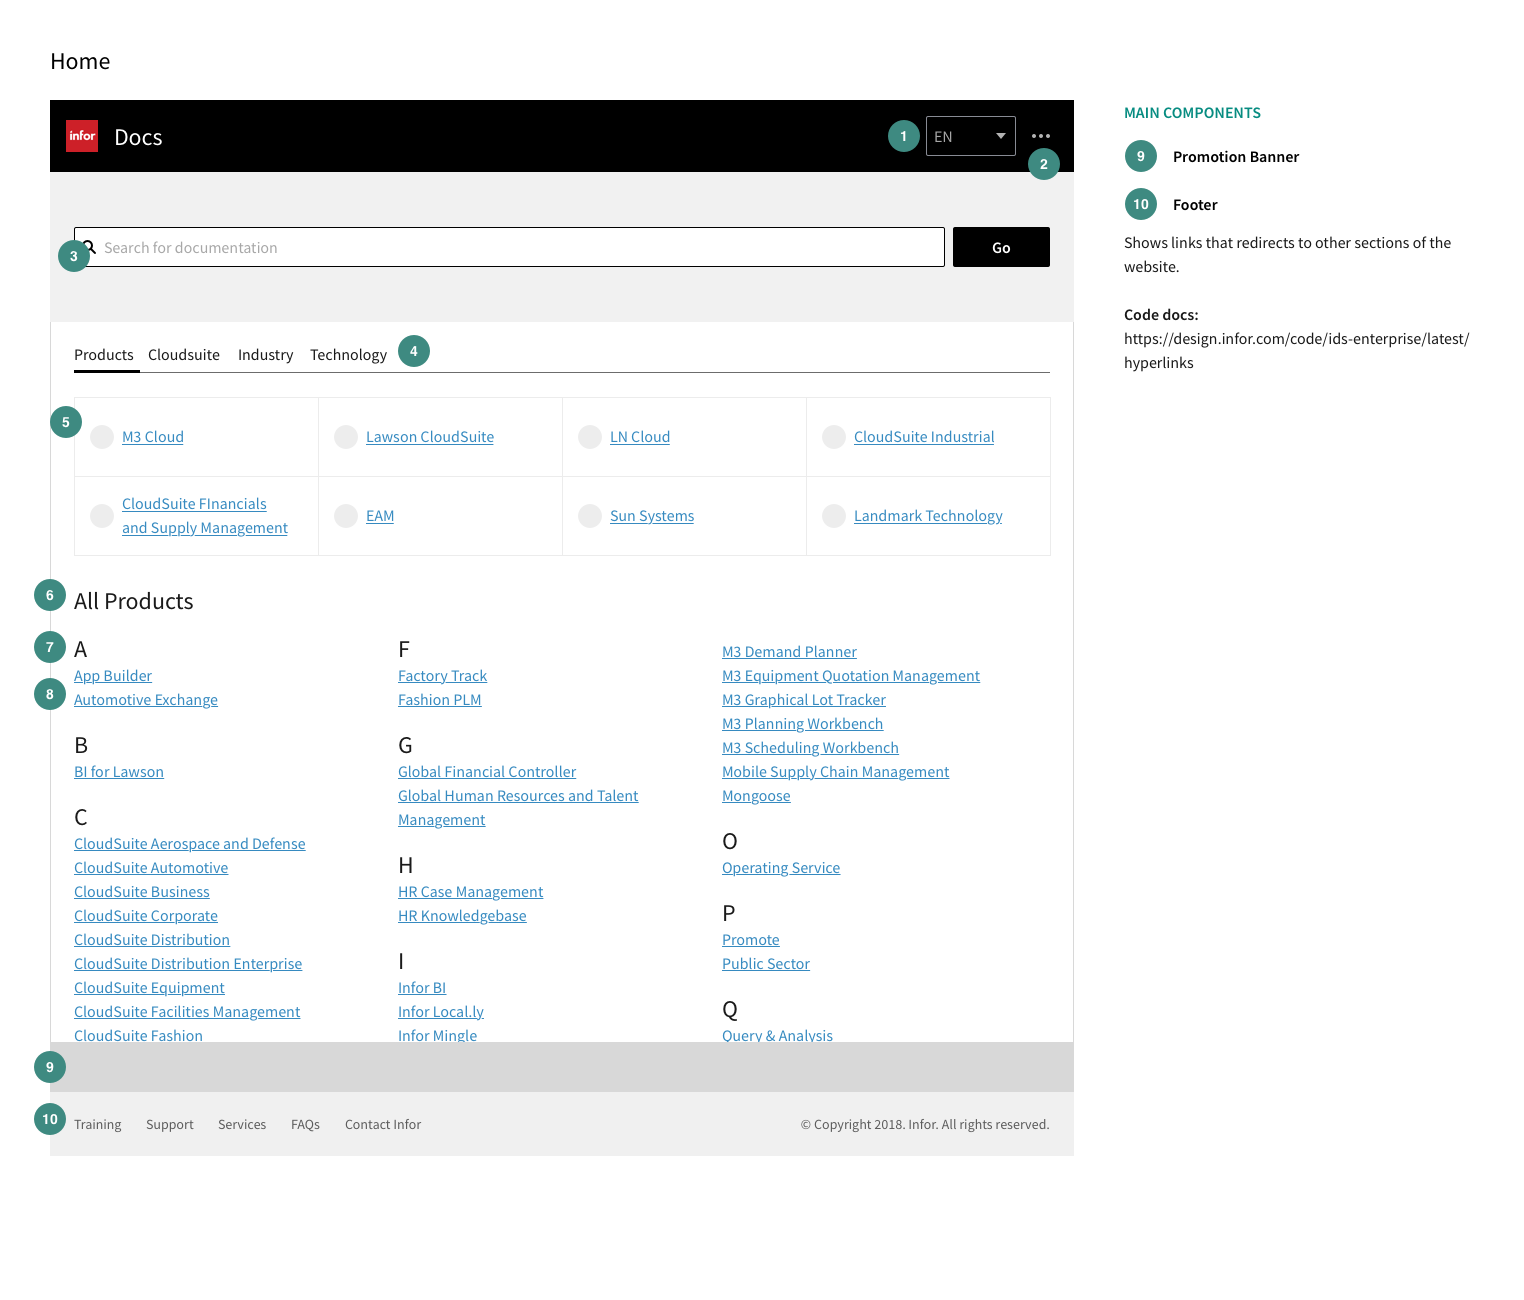 Home
infor
Docs
1
EN
2
3
Search for documentation
Go
Products
Cloudsuite
Industry
Technology
4
5
M3 Cloud
Lawson CloudSuite
LN Cloud
CloudSuite Industrial
CloudSuite FInancials
and Supply Management
EAM
Sun Systems
Landmark Technology
6
All Products
7
A
App Builder
8
Automotive Exchange
B
BI for Lawson
C
CloudSuite Aerospace and Defense
CloudSuite Automotive
CloudSuite Business
CloudSuite Corporate
CloudSuite Distribution
CloudSuite Distribution Enterprise
CloudSuite Equipment
CloudSuite Facilities Management
CloudSuite Fashion
F
Factory Track
Fashion PLM
G
Global Financial Controller
Global Human Resources and Talent
Management
H
HR Case Management
HR Knowledgebase
I
Infor BI
Infor Local.ly
Infor Mingle
M3 Demand Planner
M3 Equipment Quotation Management
M3 Graphical Lot Tracker
M3 Planning Workbench
M3 Scheduling Workbench
Mobile Supply Chain Management
Mongoose
O
Operating Service
P
Promote
Public Sector
Q
Query & Analysis
9
10
Training
Support
Services
FAQs
Contact Infor
© Copyright 2018. Infor. All rights reserved.
MAIN COMPONENTS
9 Promotion Banner
10 Footer
Shows links that redirects to other sections of the
website.
Code docs:
https://design.infor.com/code/ids-enterprise/latest/
hyperlinks